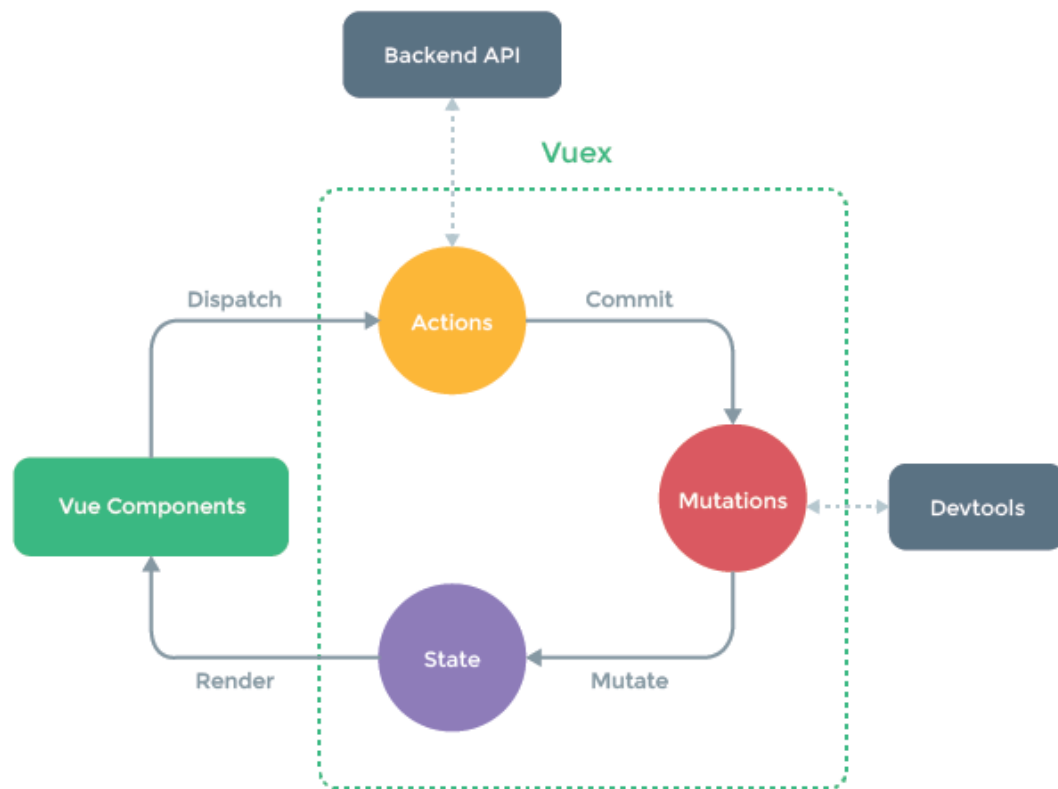 Backend API
Vuex
Dispatch
Commit
Actions
Mutations
Vue Components
Devtools
State
Render
Mutate